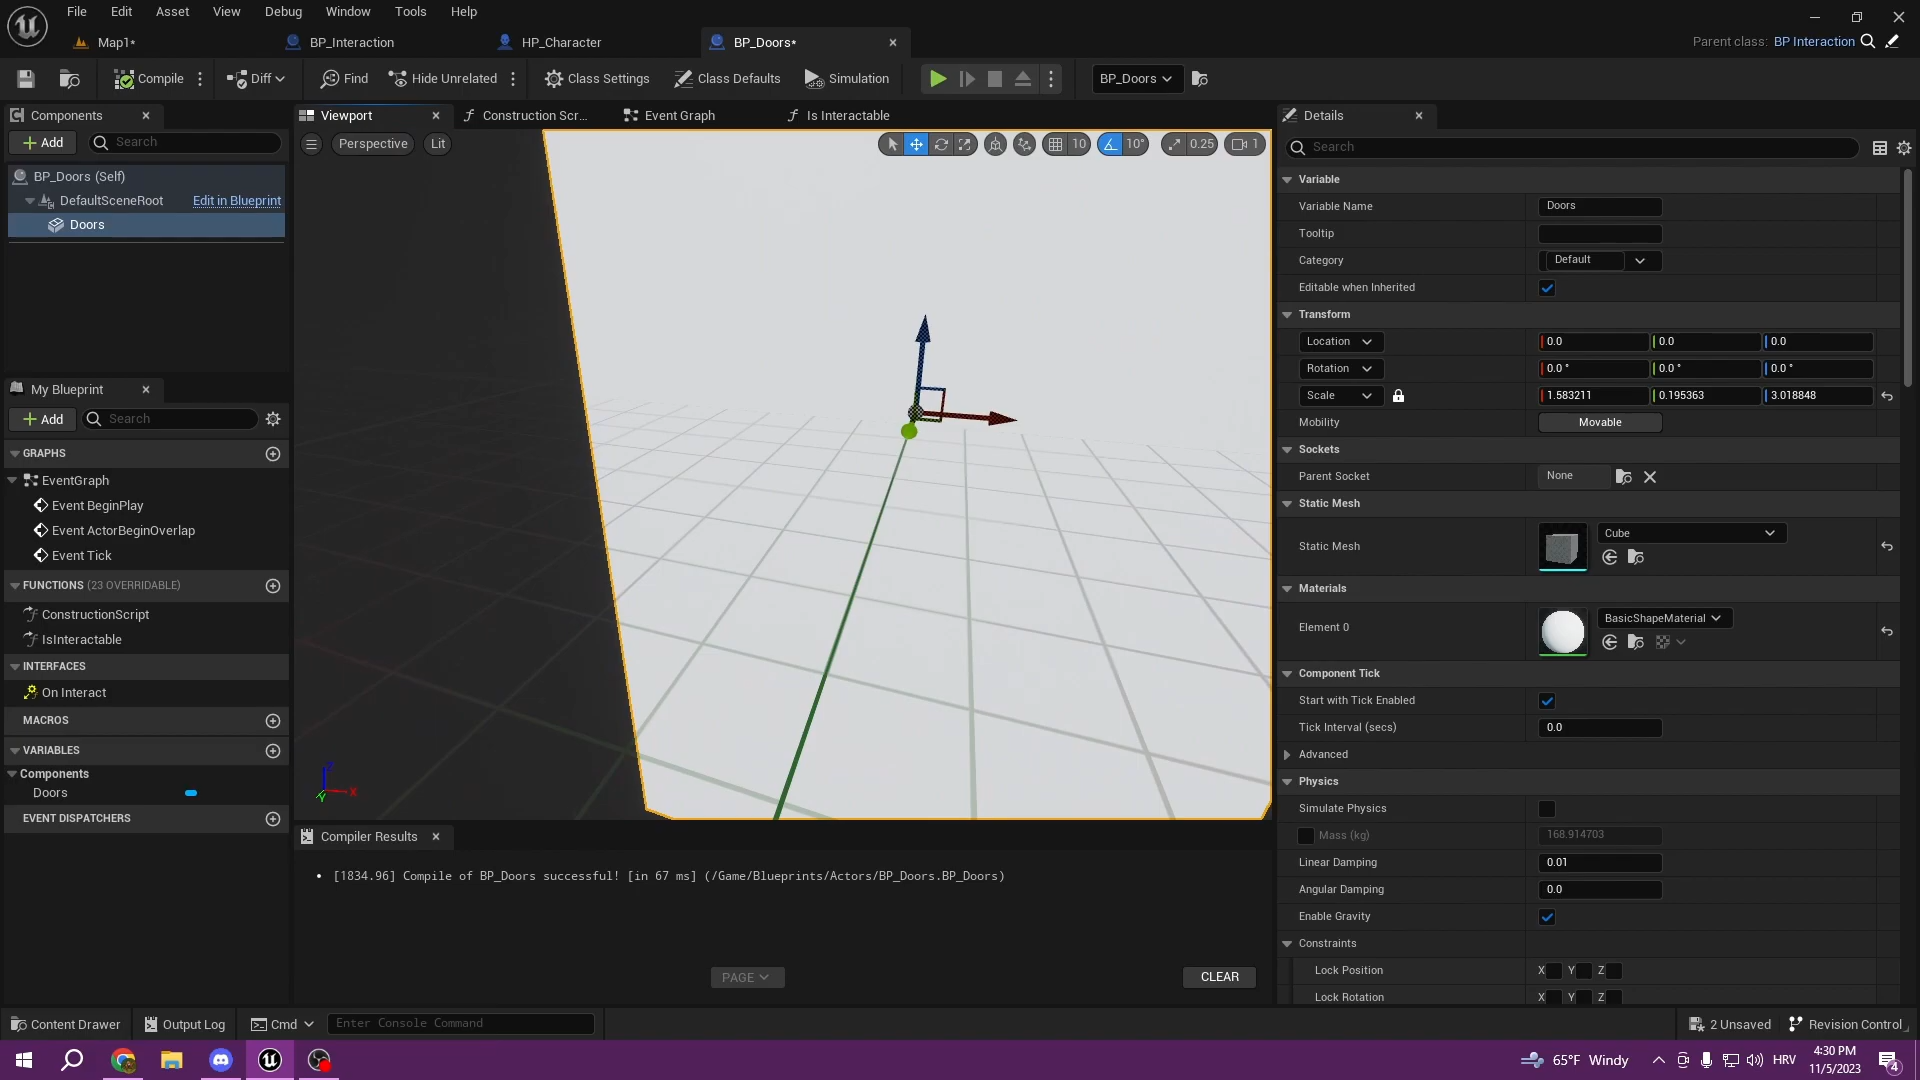 File Edit Asset View Debug Window Tools Help
Map1* BP_Interaction HP_Character BP_Doors* Parent class: BP Interaction
Compile Diff Find Hide Unrelated Class Settings Class Defaults Simulation BP_Doors
Components
Add Search
BP_Doors (Self)
DefaultSceneRoot Edit in Blueprint
Doors
My Blueprint
Add Search
GRAPHS
EventGraph
Event BeginPlay
Event ActorBeginOverlap
Event Tick
FUNCTIONS (23 OVERRIDABLE)
ConstructionScript
IsInteractable
INTERFACES
On Interact
MACROS
VARIABLES
Components
Doors
EVENT DISPATCHERS
Viewport Construction Scr... Event Graph Is Interactable
Perspective Lit 10 10° 0.25 1
Z
X
Y
Compiler Results
• [1834.96] Compile of BP_Doors successful! [in 67 ms] (/Game/Blueprints/Actors/BP_Doors.BP_Doors)
PAGE CLEAR
Details
Search
Variable
Variable Name Doors
Tooltip
Category Default
Editable when Inherited
Transform
Location 0.0 0.0 0.0
Rotation 0.0 ° 0.0 ° 0.0 °
Scale 1.583211 0.195363 3.018848
Mobility Movable
Sockets
Parent Socket None
Static Mesh
Static Mesh Cube
Materials
Element 0 BasicShapeMaterial
Component Tick
Start with Tick Enabled
Tick Interval (secs) 0.0
Advanced
Physics
Simulate Physics
Mass (kg) 168.914703
Linear Damping 0.01
Angular Damping 0.0
Enable Gravity
Constraints
Lock Position X Y Z
Lock Rotation X Y Z
Content Drawer Output Log Cmd Enter Console Command 2 Unsaved Revision Control
65°F Windy HRV 4:30 PM
11/5/2023 4